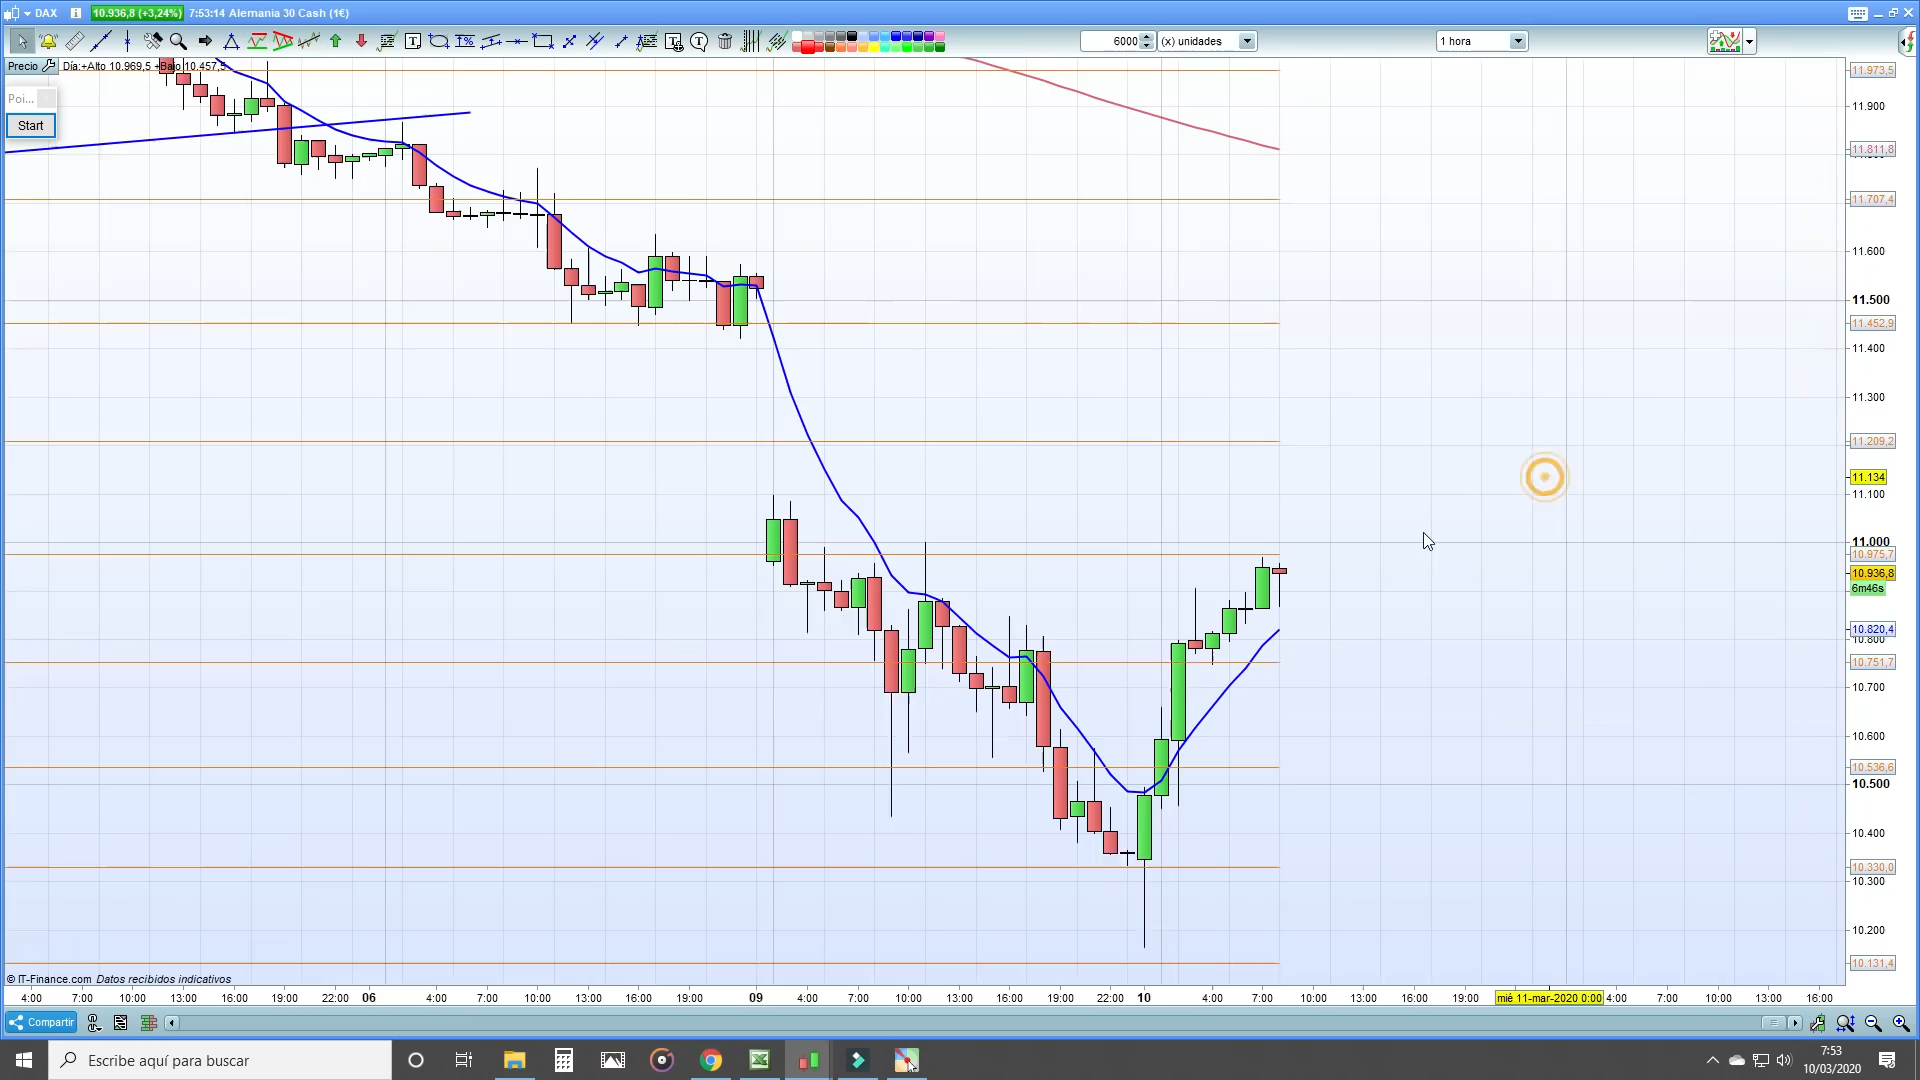 DAX 10.936,8 (+3,24%) 7:53:14 Alemania 30 Cash (1€)
6000 (x) unidades 1 hora
Precio Día:+Alto 10.969,5 +Bajo 10.457,5
Poi...
Start
11.973,5
11.900
11.811,8
11.707,4
11.600
11.500
11.452,9
11.400
11.300
11.209,2
11.134
11.100
11.000
10.975,7
10.936,8
6m46s
10.820,4
10.800
10.751,7
10.700
10.600
10.536,6
10.500
10.400
10.330,0
10.300
10.200
10.131,4
© IT-Finance.com Datos recibidos indicativos
4:00 7:00 10:00 13:00 16:00 19:00 22:00 06 4:00 7:00 10:00 13:00 16:00 19:00 09 4:00 7:00 10:00 13:00 16:00 19:00 22:00 10 4:00 7:00 10:00 13:00 16:00 19:00 mié 11-mar-2020 0:00 4:00 7:00 10:00 13:00 16:00
Compartir
Escribe aquí para buscar
7:53
10/03/2020